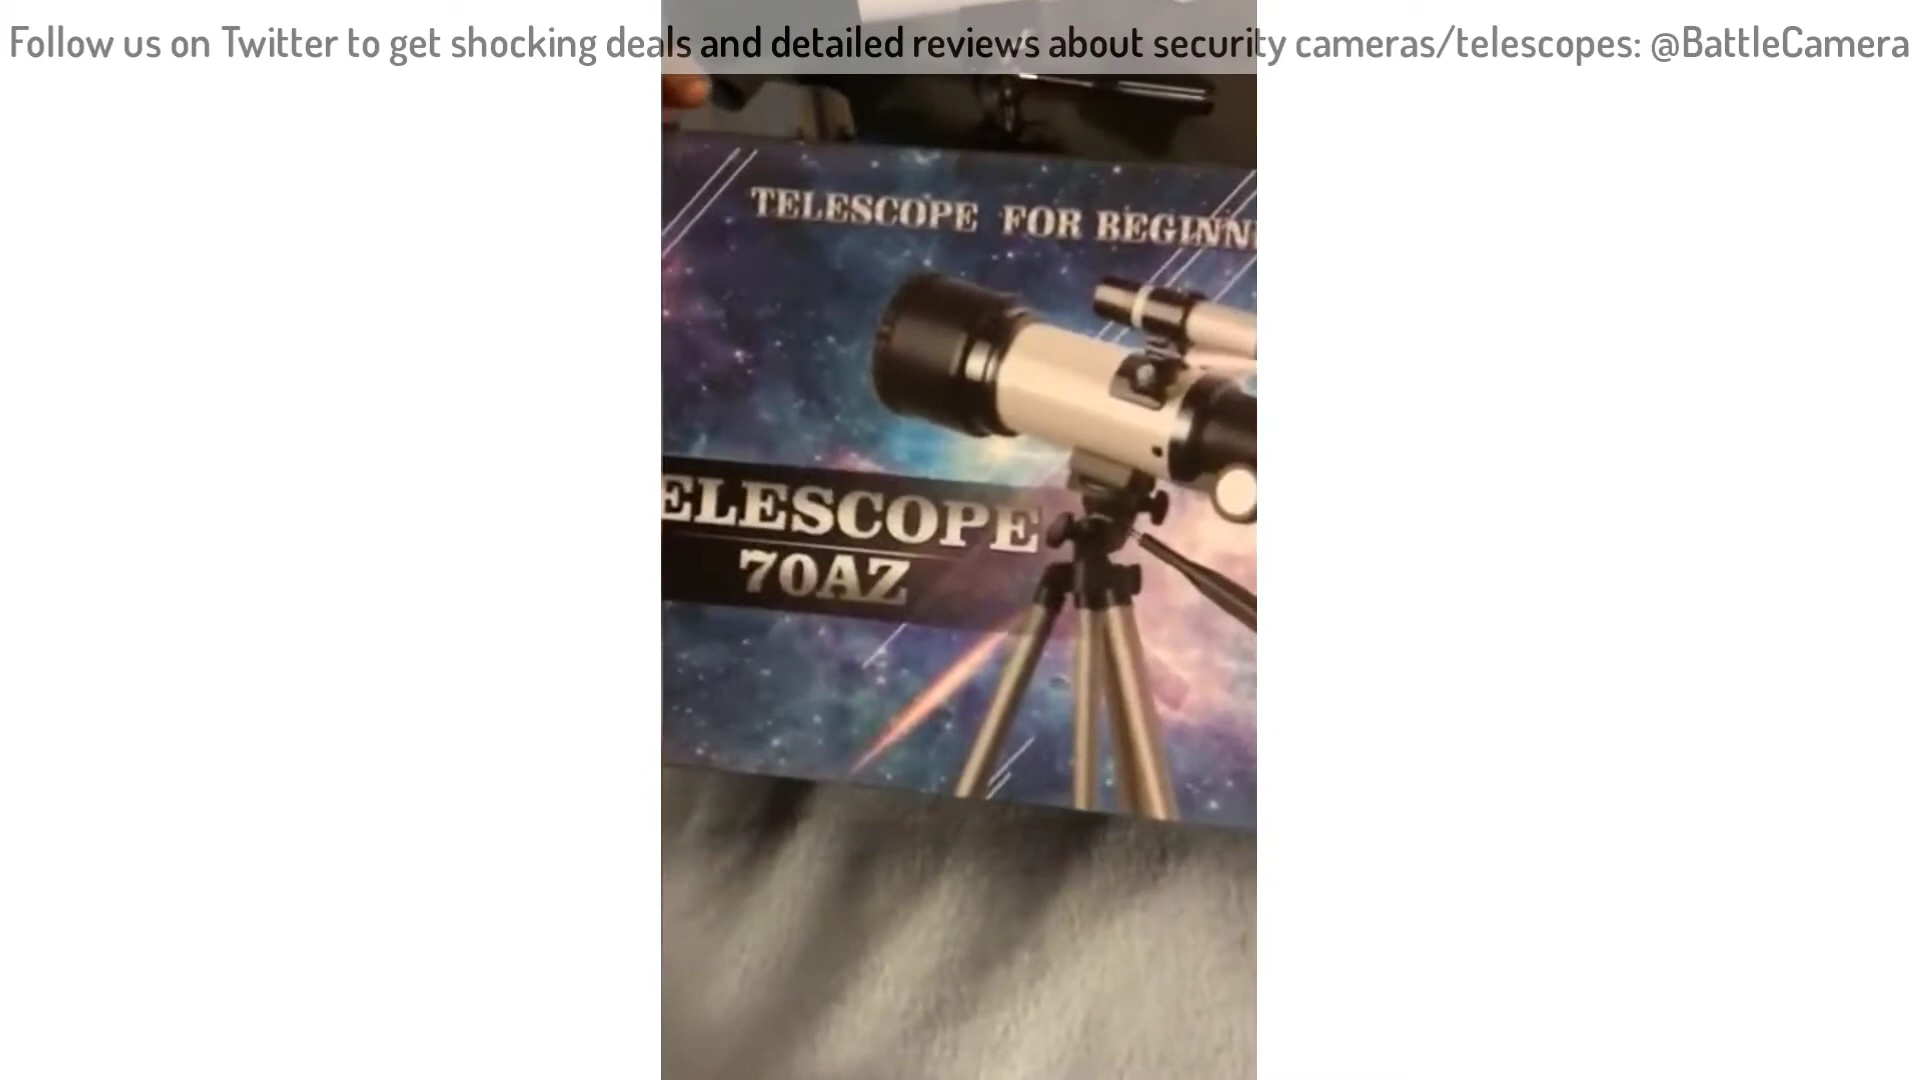 Follow us on Twitter to get shocking deals and detailed reviews about security cameras/telescopes: @BattleCamera
TELESCOPE FOR BEGINN
ELESCOPE
70AZ